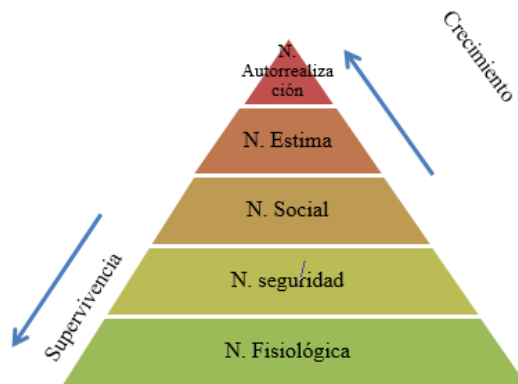 Crecimiento
N.
Autorrealiza
ción
N. Estima
N. Social
N. seguridad
Supervivencia
N. Fisiológica